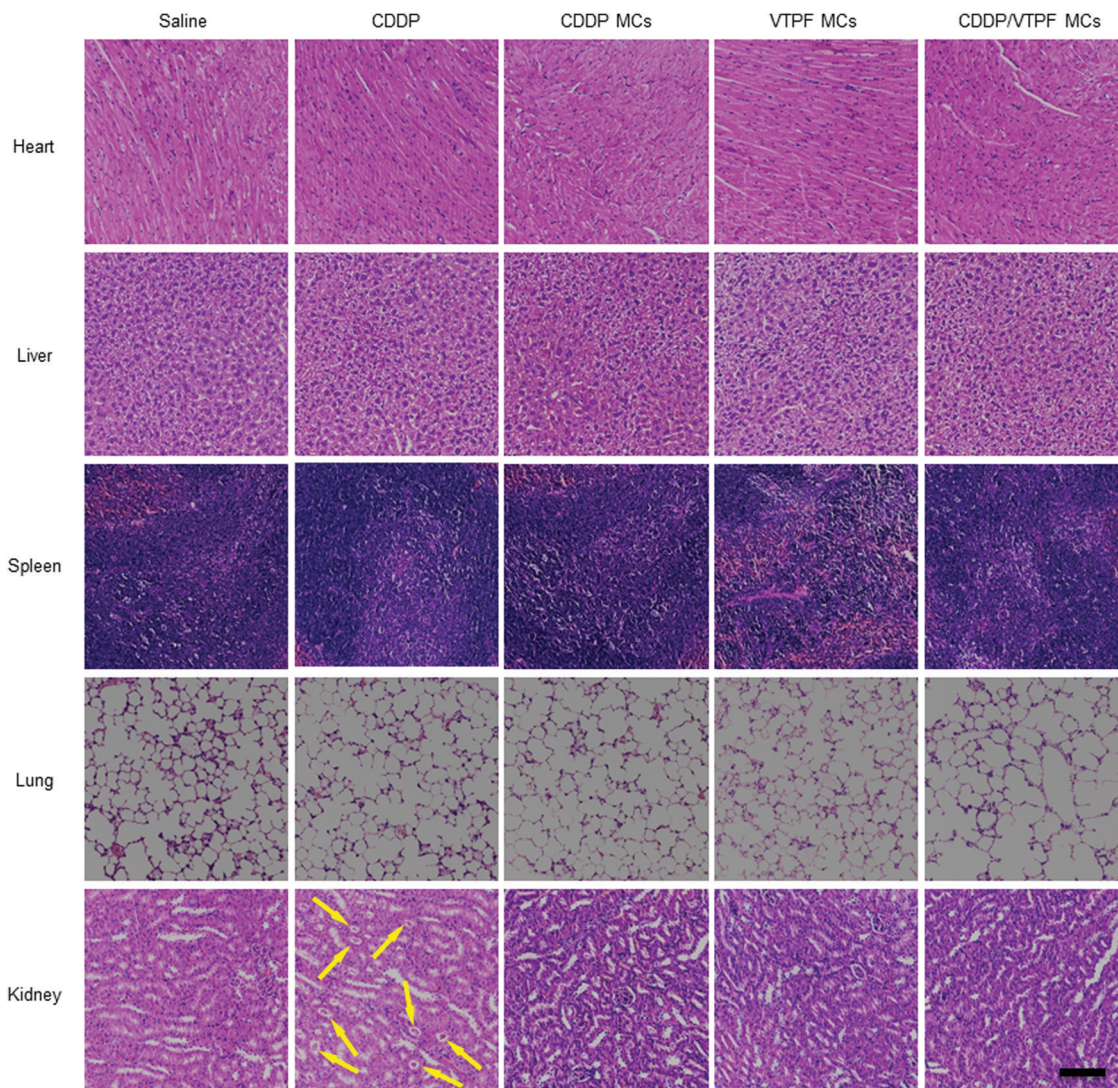 Saline CDDP CDDP MCs VTPF MCs CDDP/VTPF MCs
Heart
Liver
Spleen
Lung
Kidney